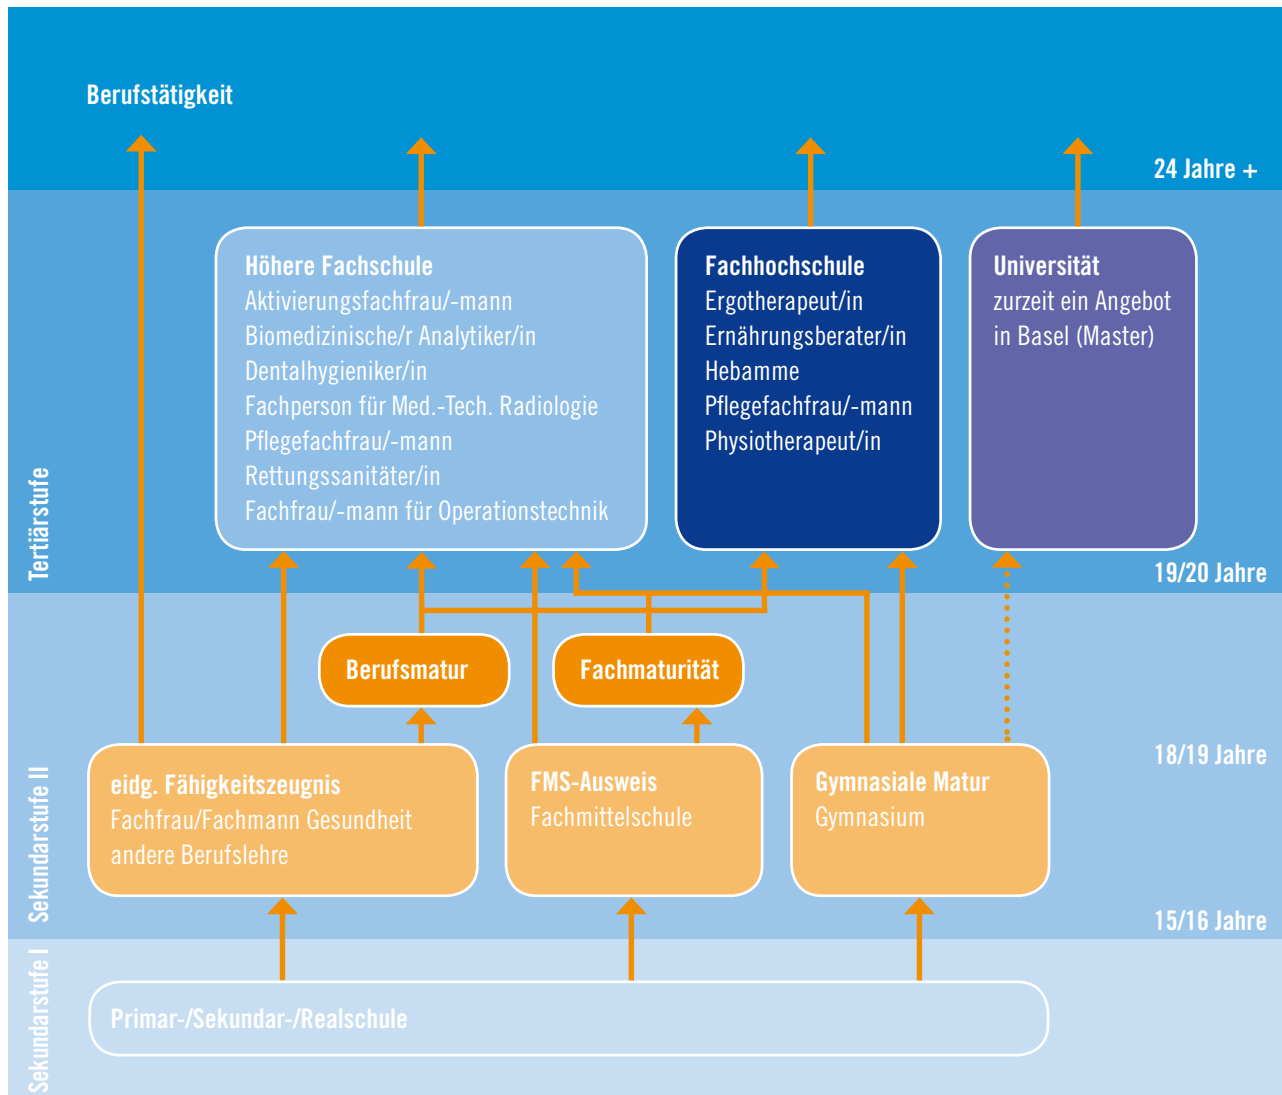 Berufstätigkeit
24 Jahre +
Höhere Fachschule
Aktivierungsfachfrau/-mann
Biomedizinische/r Analytiker/in
Dentalhygieniker/in
Fachperson für Med.-Tech. Radiologie
Pflegefachfrau/-mann
Rettungssanitäter/in
Fachfrau/-mann für Operationstechnik
Fachhochschule
Ergotherapeut/in
Ernährungsberater/in
Hebamme
Pflegefachfrau/-mann
Physiotherapeut/in
Universität
zurzeit ein Angebot
in Basel (Master)
Tertiärstufe
19/20 Jahre
Berufsmatur
Fachmaturität
18/19 Jahre
eidg. Fähigkeitszeugnis
Fachfrau/Fachmann Gesundheit
andere Berufslehre
FMS-Ausweis
Fachmittelschule
Gymnasiale Matur
Gymnasium
Sekundarstufe II
15/16 Jahre
Primar-/Sekundar-/Realschule
Sekundarstufe I